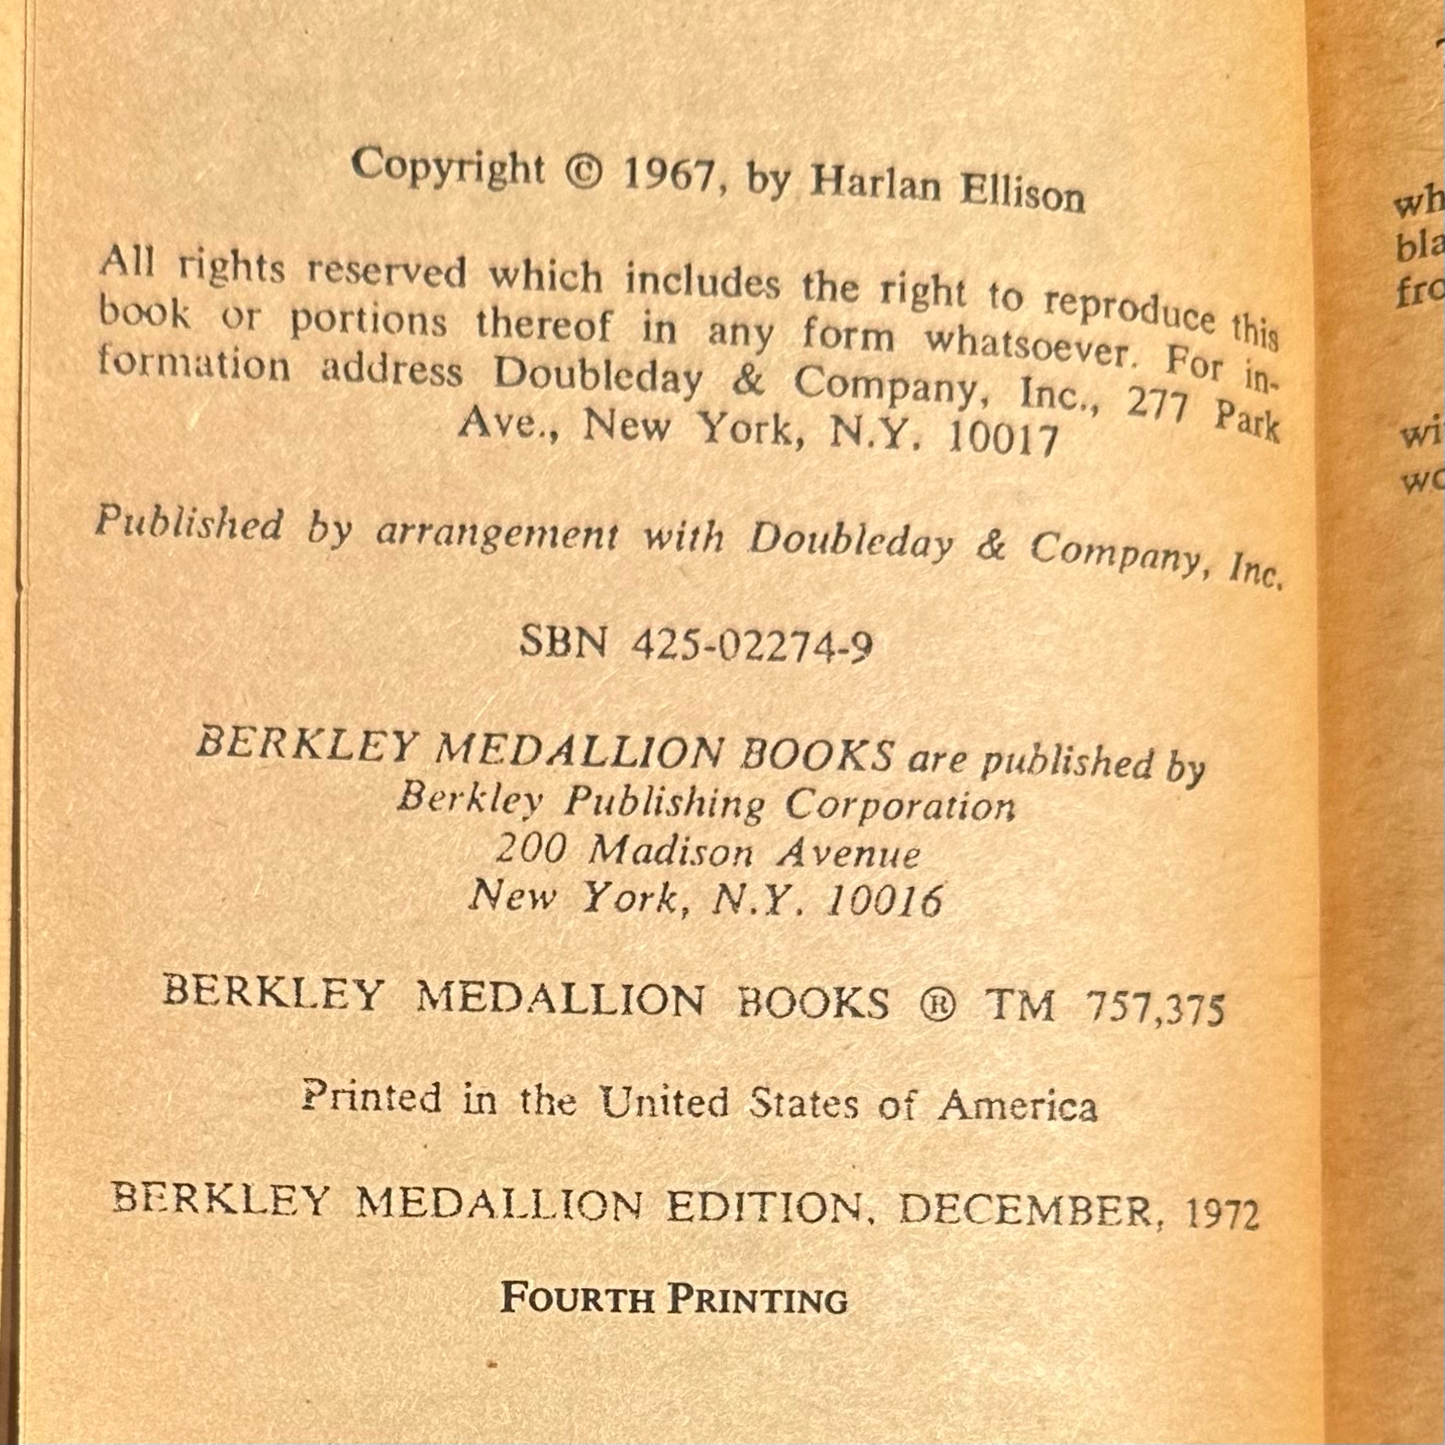 Copyright © 1967, by Harlan Ellison
All rights reserved which includes the right to reproduce this
book or portions thereof in any form whatsoever. For in-
formation address Doubleday & Company, Inc., 277 Park
Ave., New York, N.Y. 10017
Published by arrangement with Doubleday & Company, Inc.
SBN 425-02274-9
BERKLEY MEDALLION BOOKS are published by
Berkley Publishing Corporation
200 Madison Avenue
New York, N.Y. 10016
BERKLEY MEDALLION BOOKS ® TM 757,375
Printed in the United States of America
BERKLEY MEDALLION EDITION, DECEMBER, 1972
FOURTH PRINTING